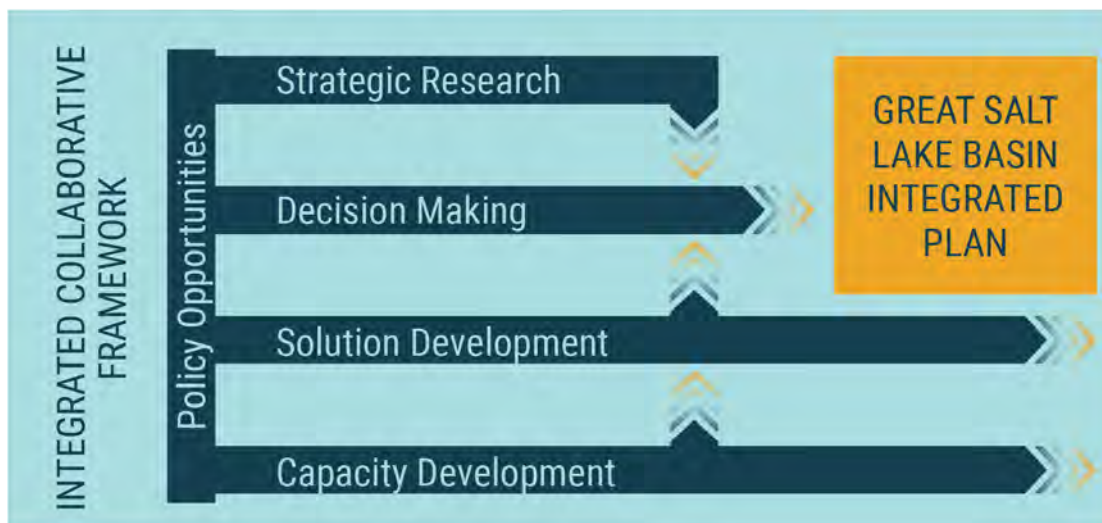 INTEGRATED COLLABORATIVE
FRAMEWORK
Policy Opportunities
Strategic Research
Decision Making
Solution Development
Capacity Development
GREAT SALT
LAKE BASIN
INTEGRATED
PLAN